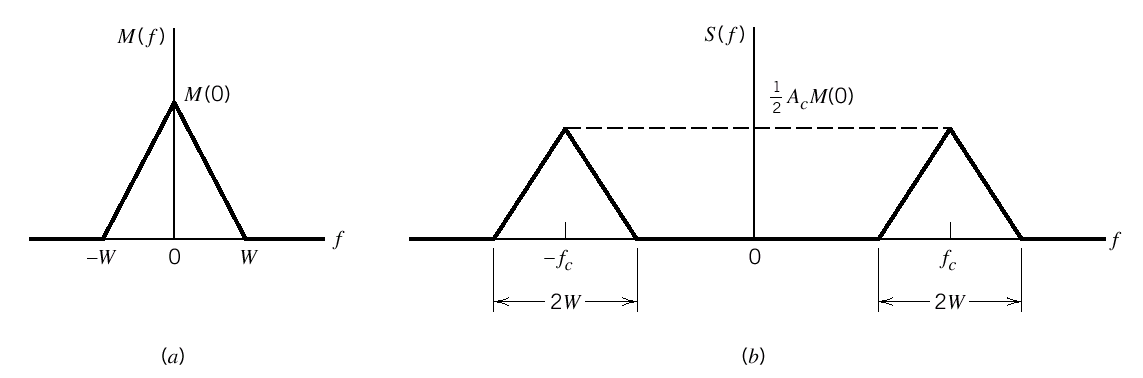 M(f)
M(0)
–W
0
W
f
(a)
S(f)
1/2 A_c M(0)
–f_c
0
f_c
f
2W
2W
(b)